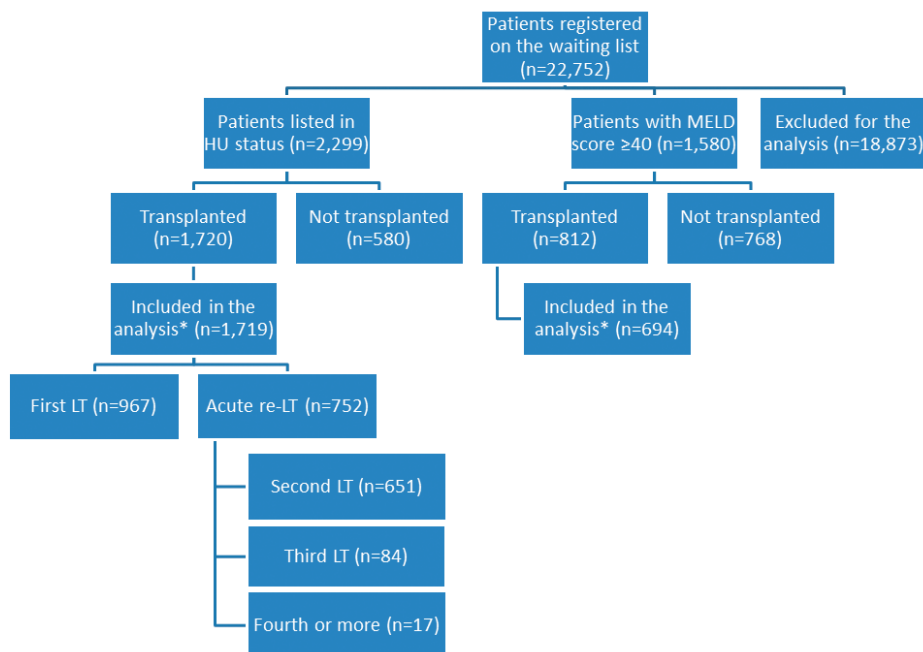 Patients registered
on the waiting list
(n=22,752)
Patients listed in
HU status (n=2,299)
Patients with MELD
score ≥40 (n=1,580)
Excluded for the
analysis (n=18,873)
Transplanted
(n=1,720)
Not transplanted
(n=580)
Transplanted
(n=812)
Not transplanted
(n=768)
Included in the
analysis* (n=1,719)
Included in the
analysis* (n=694)
First LT (n=967)
Acute re-LT (n=752)
Second LT (n=651)
Third LT (n=84)
Fourth or more (n=17)